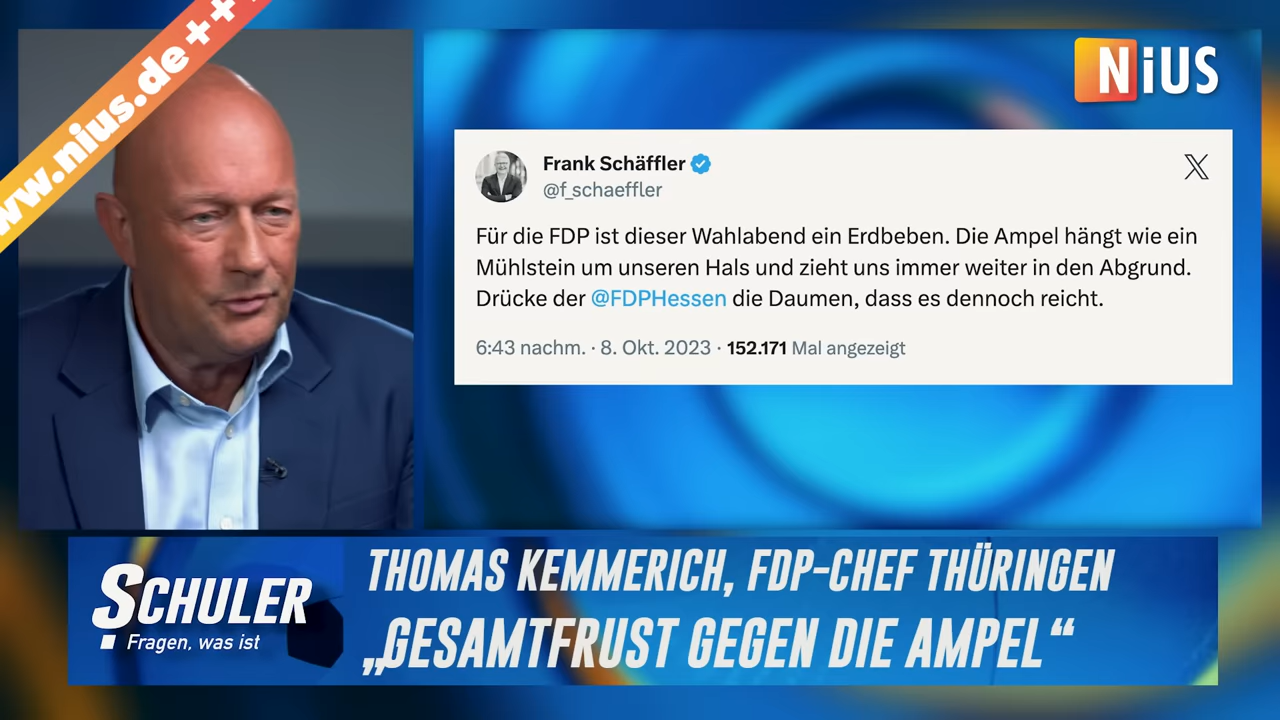 www.nius.de +++
NiUS
Frank Schäffler
@f_schaeffler
Für die FDP ist dieser Wahlabend ein Erdbeben. Die Ampel hängt wie ein
Mühlstein um unseren Hals und zieht uns immer weiter in den Abgrund.
Drücke der @FDPHessen die Daumen, dass es dennoch reicht.
6:43 nachm. · 8. Okt. 2023 · 152.171 Mal angezeigt
THOMAS KEMMERICH, FDP-CHEF THÜRINGEN
„GESAMTFRUST GEGEN DIE AMPEL“
SCHULER
Fragen, was ist